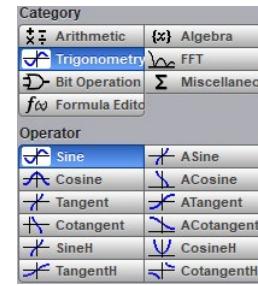 Category
Arithmetic {x} Algebra
Trigonometry FFT
Bit Operation Σ Miscellanec
f(x) Formula Edito
Operator
Sine ASine
Cosine ACosine
Tangent ATangent
Cotangent ACotangent
SineH CosineH
TangentH CotangentH